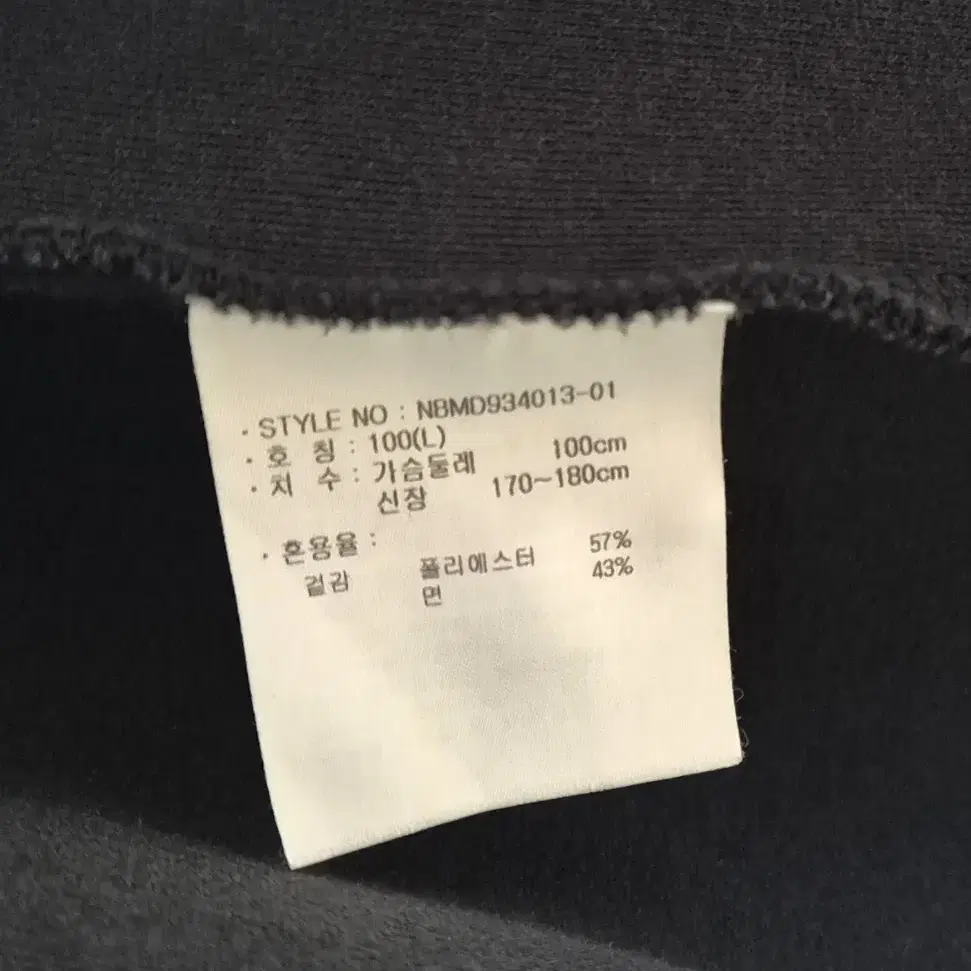 · STYLE NO : NBMD934013-01
· 호 칭 : 100(L)
· 치 수 : 가슴둘레 100cm
신장 170~180cm
· 혼용율 :
겉감 폴리에스터 57%
면 43%